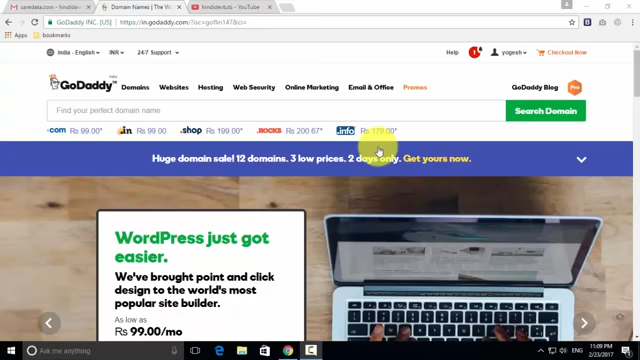 saredata.com - hindidev
Domain Names | The W
hindidevtuts - YouTube
GoDaddy INC. [US]
https://in.godaddy.com/?isc=gofiin147&ci=
Apps
bookmarks
India - English
INR
24/7 Support
Help
1
yogesh
Checkout Now
GoDaddy
India
Domains
Websites
Hosting
Web Security
Online Marketing
Email & Office
Promos
GoDaddy Blog
Pro
Find your perfect domain name
Search Domain
.com Rs 99.00*
.in Rs 99.00
.shop Rs 199.00*
.ROCKS Rs 200.67*
.info Rs 179.00*
Huge domain sale! 12 domains. 3 low prices. 2 days only. Get yours now.
WordPress just got
easier.
We've brought point and click
design to the world's most
popular site builder.
As low as
Rs 99.00/mo
Ask me anything
ENG
11:09 PM
2/23/2017